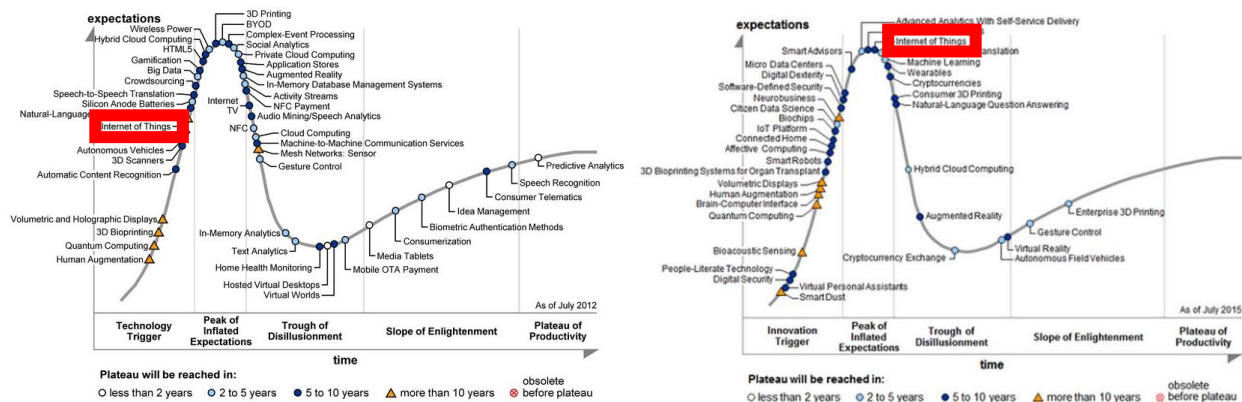 expectations
3D Printing
BYOD
Wireless Power
Complex-Event Processing
Hybrid Cloud Computing
Social Analytics
HTML5
Private Cloud Computing
Gamification
Application Stores
Big Data
Augmented Reality
Crowdsourcing
In-Memory Database Management Systems
Speech-to-Speech Translation
Activity Streams
Silicon Anode Batteries
NFC Payment
Natural-Language
Internet
TV
Audio Mining/Speech Analytics
Internet of Things
NFC
Cloud Computing
Machine-to-Machine Communication Services
Autonomous Vehicles
Mesh Networks: Sensor
3D Scanners
Gesture Control
Automatic Content Recognition
Predictive Analytics
Speech Recognition
Consumer Telematics
Idea Management
Volumetric and Holographic Displays
Biometric Authentication Methods
3D Bioprinting
In-Memory Analytics
Consumerization
Quantum Computing
Text Analytics
Media Tablets
Human Augmentation
Home Health Monitoring
Mobile OTA Payment
Hosted Virtual Desktops
Virtual Worlds
As of July 2012
Technology
Trigger
Peak of
Inflated
Expectations
Trough of
Disillusionment
Slope of Enlightenment
Plateau of
Productivity
time
Plateau will be reached in:
less than 2 years
2 to 5 years
5 to 10 years
more than 10 years
obsolete
before plateau
expectations
Advanced Analytics With Self-Service Delivery
Internet of Things
Smart Advisors
Machine Learning
Micro Data Centers
Wearables
Digital Dexterity
Cryptocurrencies
Software-Defined Security
Consumer 3D Printing
Neurobusiness
Natural-Language Question Answering
Citizen Data Science
Biochips
IoT Platform
Connected Home
Affective Computing
Smart Robots
3D Bioprinting Systems for Organ Transplant
Hybrid Cloud Computing
Volumetric Displays
Human Augmentation
Brain-Computer Interface
Quantum Computing
Augmented Reality
Enterprise 3D Printing
Gesture Control
Bioacoustic Sensing
Virtual Reality
Cryptocurrency Exchange
Autonomous Field Vehicles
People-Literate Technology
Digital Security
Virtual Personal Assistants
Smart Dust
As of July 2015
Innovation
Trigger
Peak of
Inflated
Expectations
Trough of
Disillusionment
Slope of Enlightenment
Plateau of
Productivity
time
Plateau will be reached in:
less than 2 years
2 to 5 years
5 to 10 years
more than 10 years
obsolete
before plateau